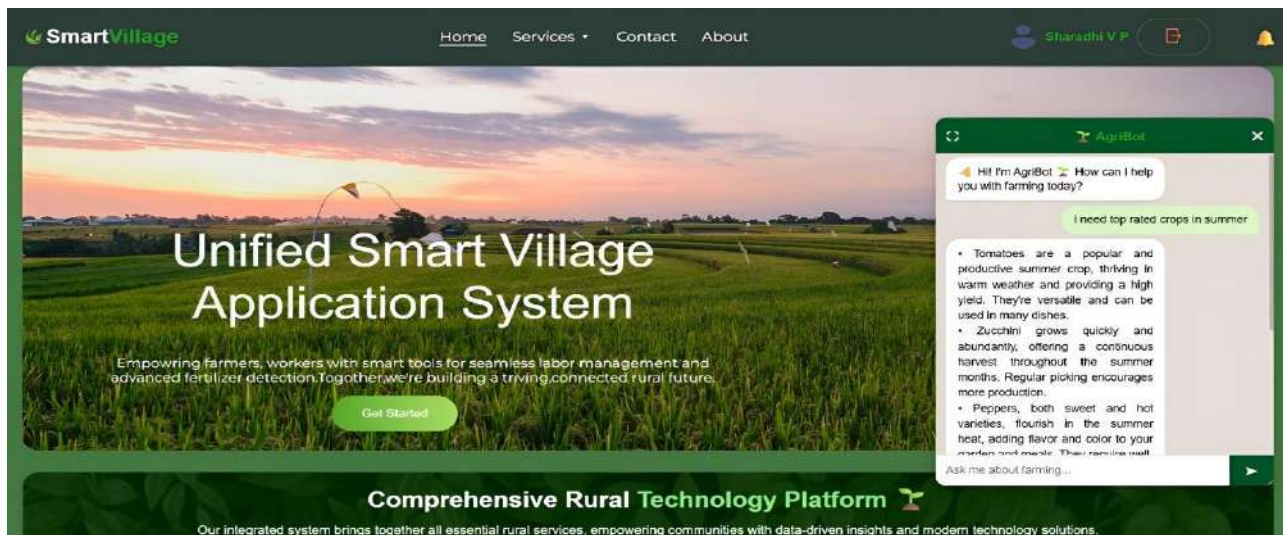 SmartVillage
Home Services Contact About
Sharadhi V P
Unified Smart Village
Application System
Empowring farmers, workers with smart tools for seamless labor management and
advanced fertilizer detection.Together,we're building a triving,connected rural future.
Get Started
AgriBot
Hi! I'm AgriBot How can I help
you with farming today?
i need top rated crops in summer
• Tomatoes are a popular and
productive summer crop, thriving in
warm weather and providing a high
yield. They're versatile and can be
used in many dishes.
• Zucchini grows quickly and
abundantly, offering a continuous
harvest throughout the summer
months. Regular picking encourages
more production.
• Peppers, both sweet and hot
varieties, flourish in the summer
heat, adding flavor and color to your
garden and meals. They require well
Ask me about farming...
Comprehensive Rural Technology Platform
Our integrated system brings together all essential rural services, empowering communities with data-driven insights and modern technology solutions.